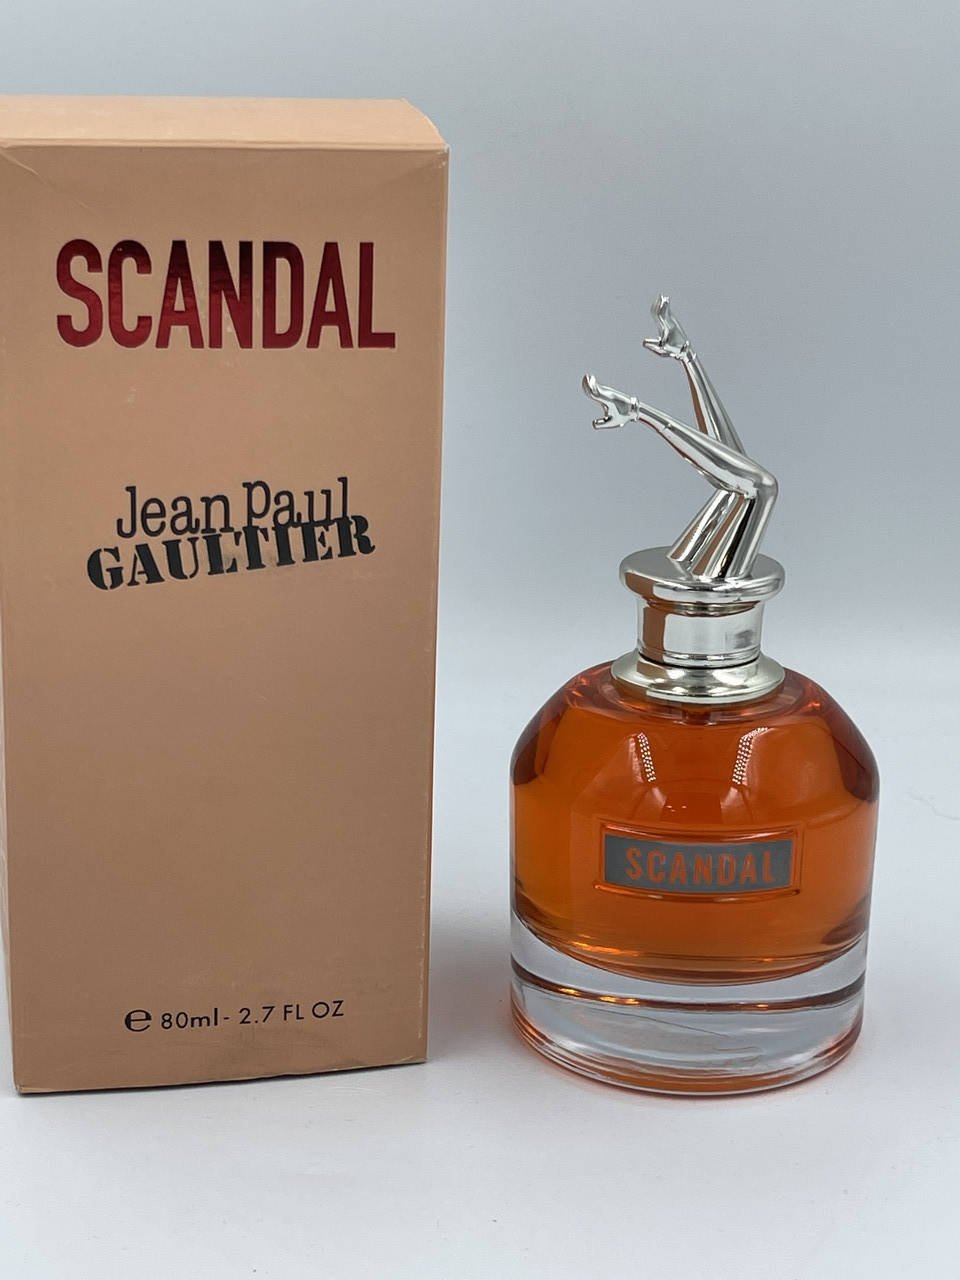 SCANDAL
Jean Paul
GAULTIER
℮ 80ml- 2.7 FL OZ
SCANDAL